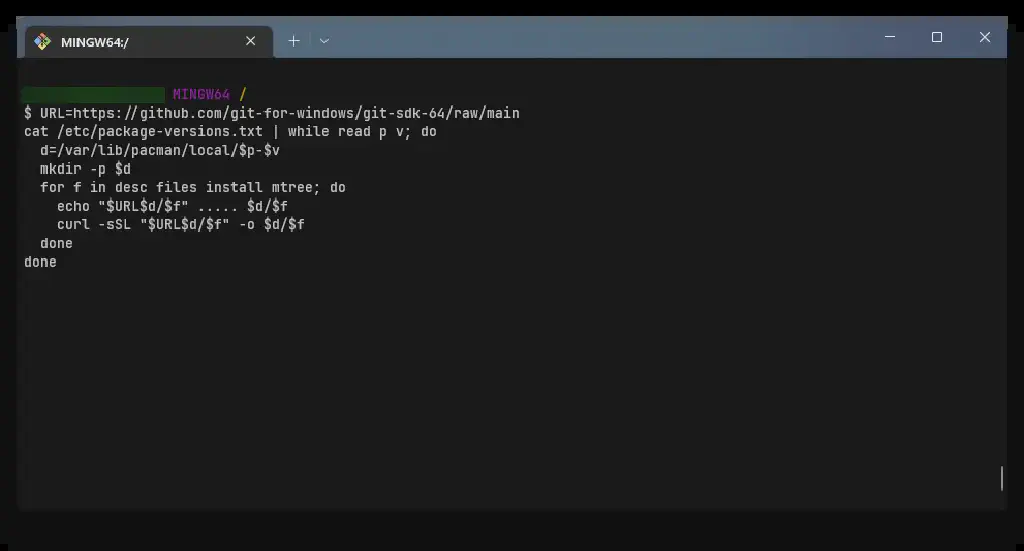 MINGW64:/
MINGW64 /
$ URL=https://github.com/git-for-windows/git-sdk-64/raw/main
cat /etc/package-versions.txt | while read p v; do
  d=/var/lib/pacman/local/$p-$v
  mkdir -p $d
  for f in desc files install mtree; do
    echo "$URL$d/$f" ..... $d/$f
    curl -sSL "$URL$d/$f" -o $d/$f
  done
done